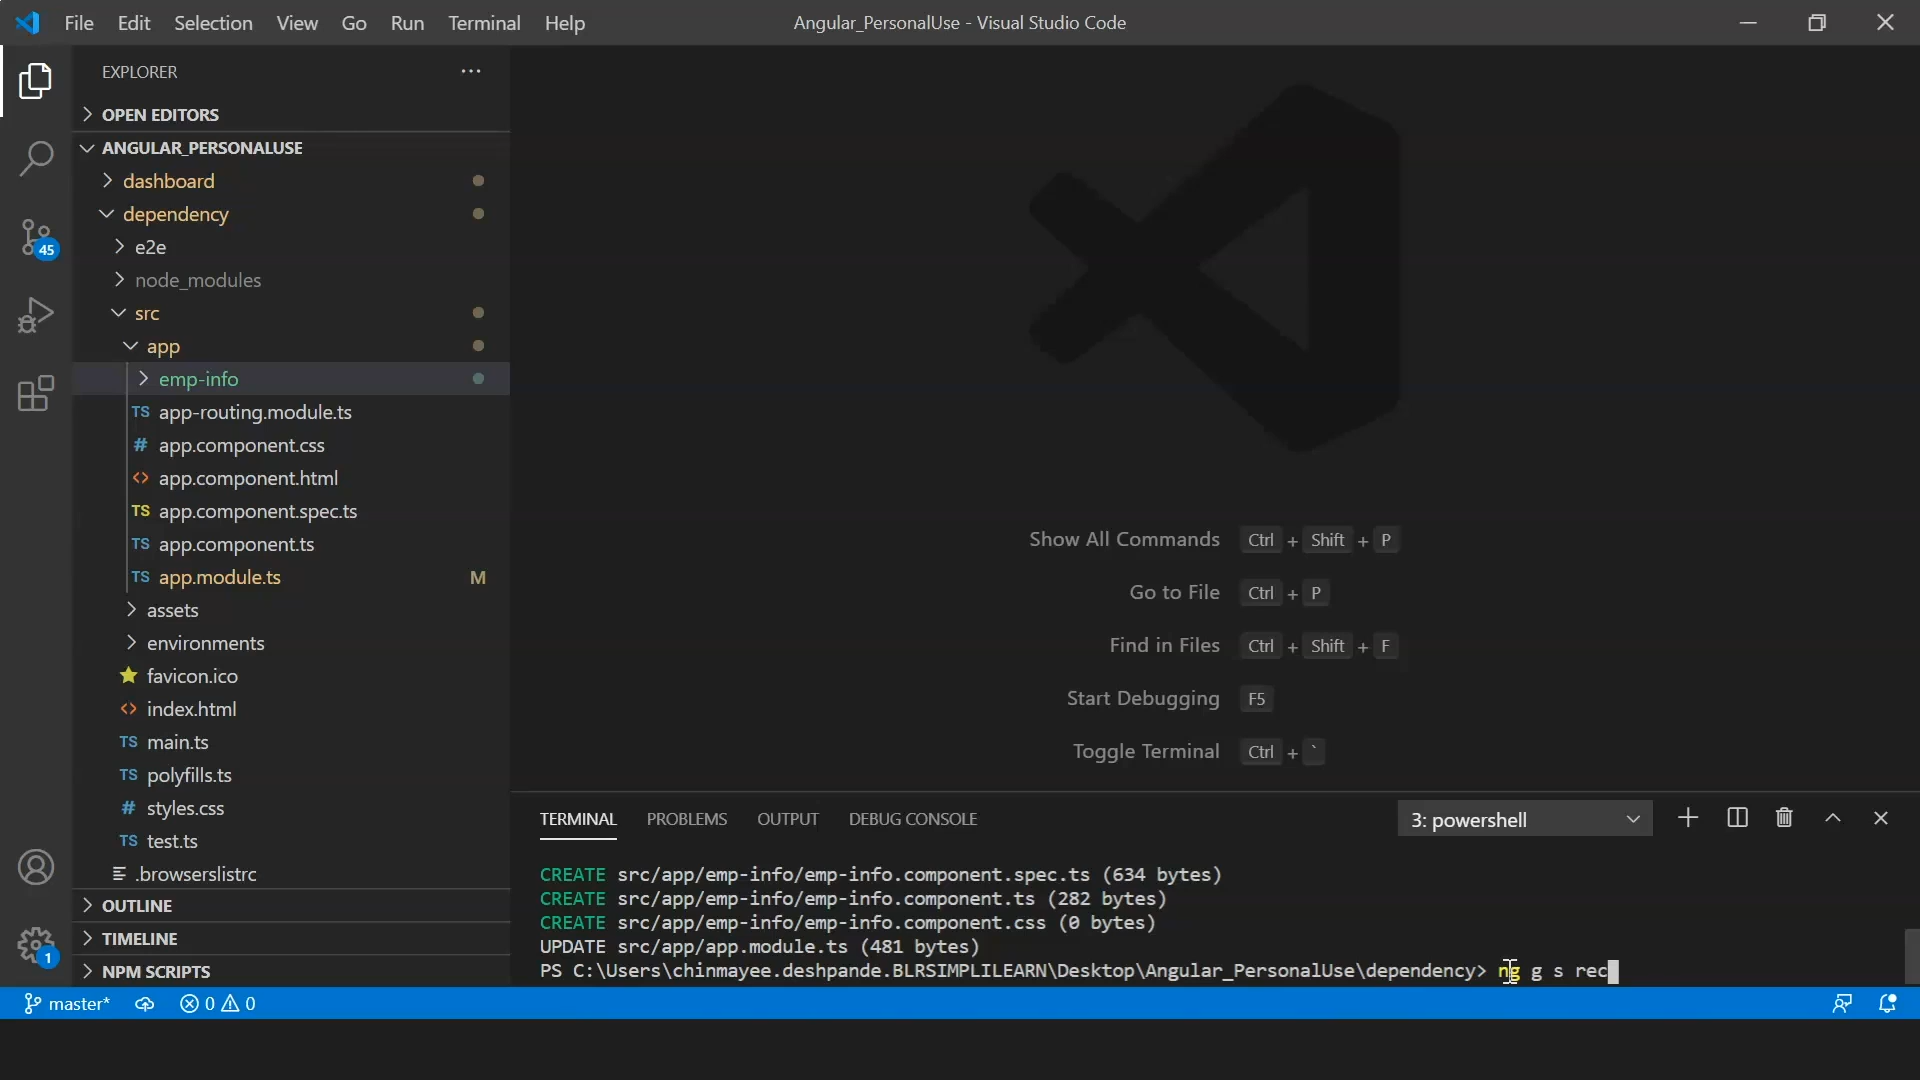 File Edit Selection View Go Run Terminal Help
Angular_PersonalUse - Visual Studio Code
EXPLORER
OPEN EDITORS
ANGULAR_PERSONALUSE
dashboard
dependency
e2e
45
node_modules
src
app
emp-info
TS app-routing.module.ts
# app.component.css
<> app.component.html
TS app.component.spec.ts
TS app.component.ts
TS app.module.ts M
assets
environments
favicon.ico
<> index.html
TS main.ts
TS polyfills.ts
# styles.css
TS test.ts
.browserslistrc
OUTLINE
TIMELINE
1
NPM SCRIPTS
Show All Commands Ctrl + Shift + P
Go to File Ctrl + P
Find in Files Ctrl + Shift + F
Start Debugging F5
Toggle Terminal Ctrl + `
TERMINAL PROBLEMS OUTPUT DEBUG CONSOLE
3: powershell
CREATE src/app/emp-info/emp-info.component.spec.ts (634 bytes)
CREATE src/app/emp-info/emp-info.component.ts (282 bytes)
CREATE src/app/emp-info/emp-info.component.css (0 bytes)
UPDATE src/app/app.module.ts (481 bytes)
PS C:\Users\chinmayee.deshpande.BLRSIMPLILEARN\Desktop\Angular_PersonalUse\dependency> ng g s rec
master* 0 0